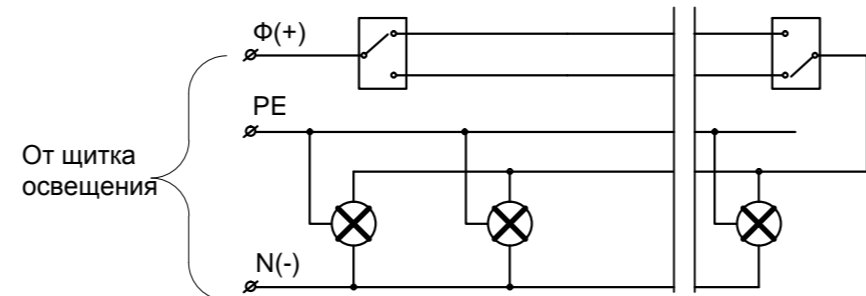 Ф(+)
PE
От щитка
освещения
N(-)